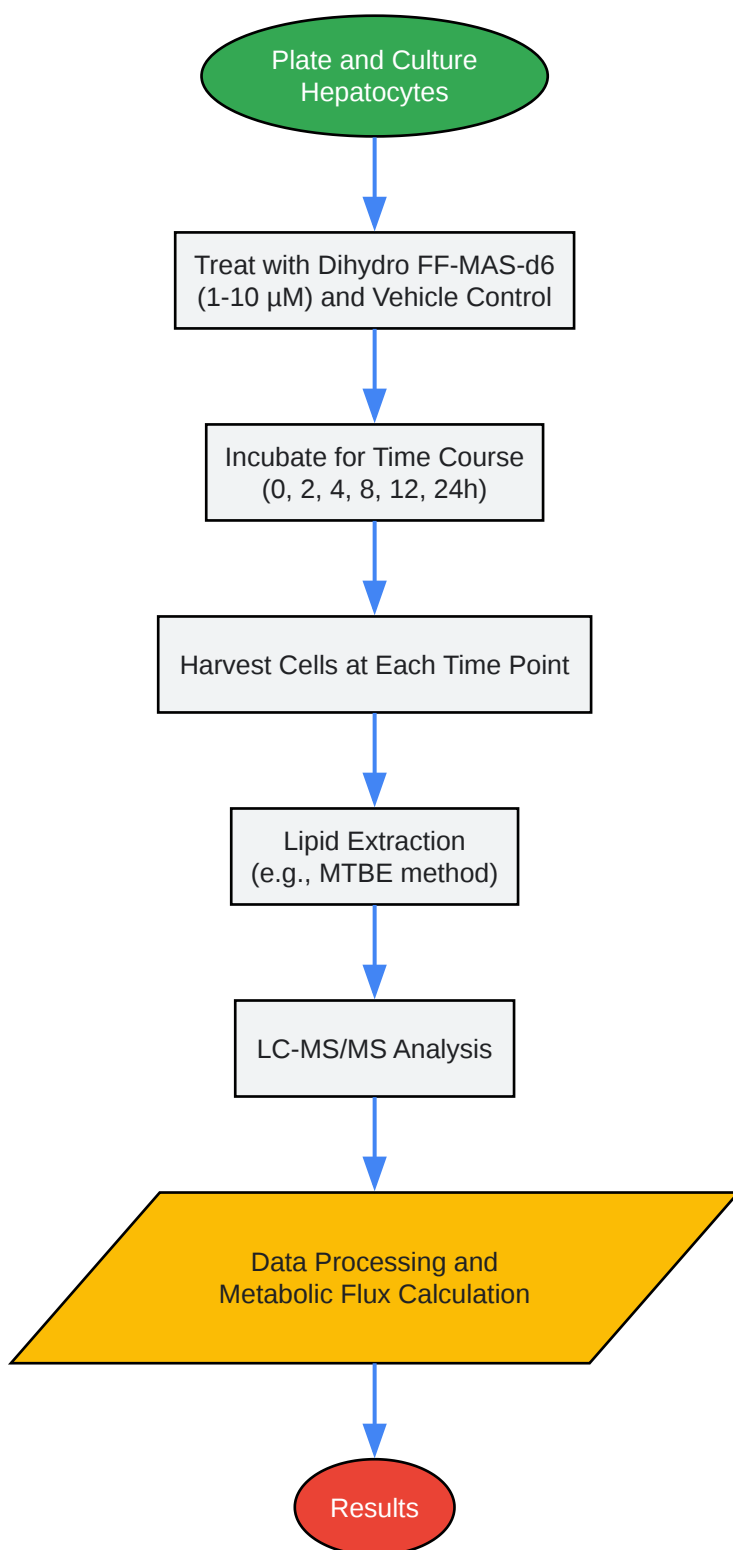 Plate and Culture
Hepatocytes
Treat with Dihydro FF-MAS-d6
(1-10 µM) and Vehicle Control
Incubate for Time Course
(0, 2, 4, 8, 12, 24h)
Harvest Cells at Each Time Point
Lipid Extraction
(e.g., MTBE method)
LC-MS/MS Analysis
Data Processing and
Metabolic Flux Calculation
Results